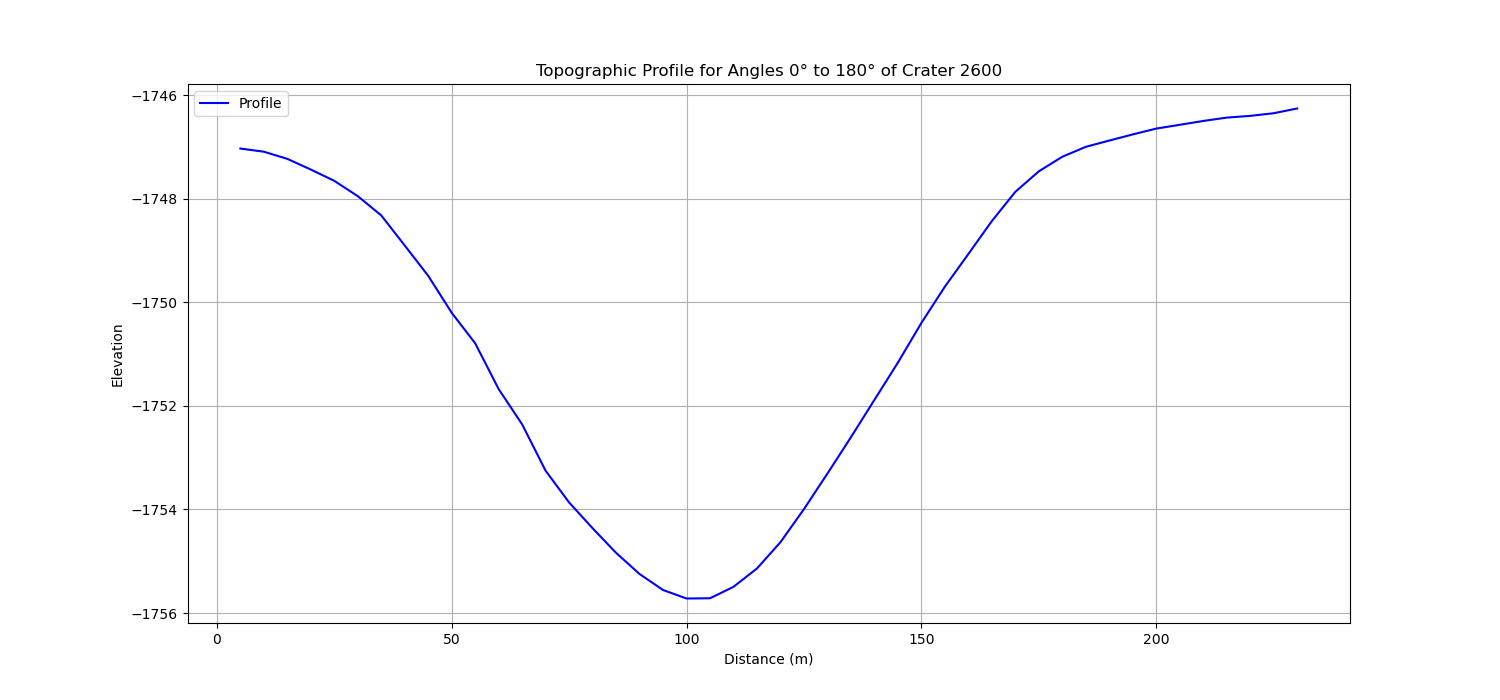 Topographic Profile for Angles 0° to 180° of Crater 2600
Profile
−1746
−1748
−1750
−1752
−1754
−1756
Elevation
0 50 100 150 200
Distance (m)